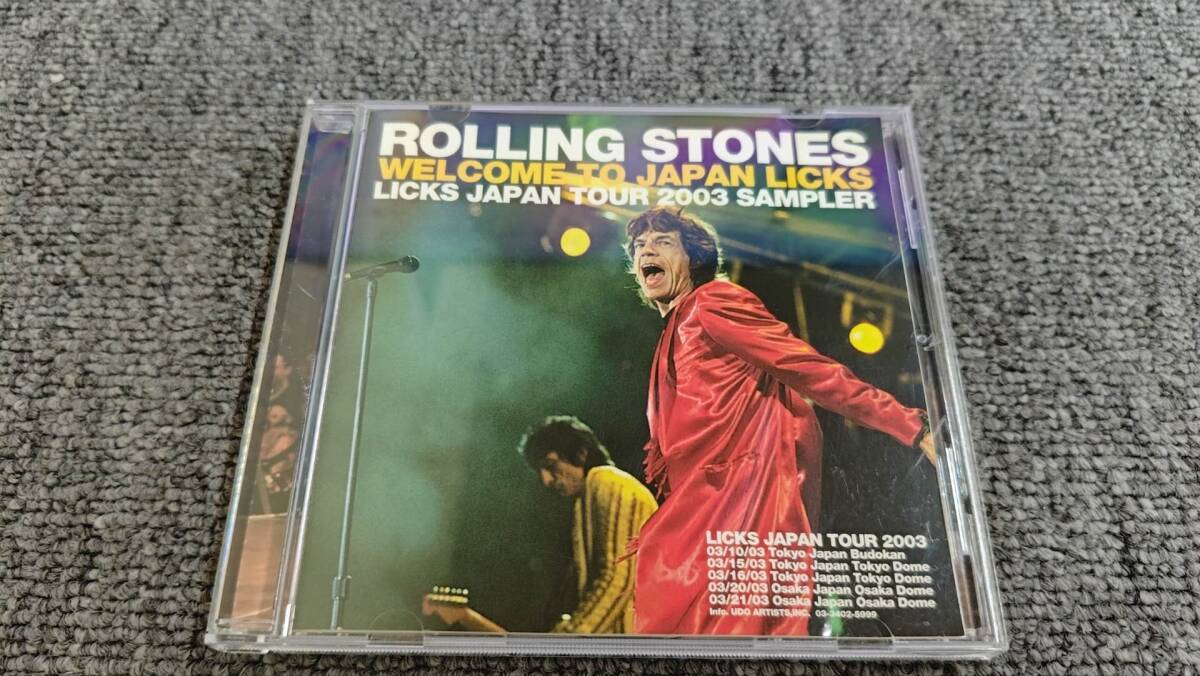 ROLLING STONES
WELCOME TO JAPAN LICKS
LICKS JAPAN TOUR 2003 SAMPLER
LICKS JAPAN TOUR 2003
03/10/03 Tokyo Japan Budokan
03/15/03 Tokyo Japan Tokyo Dome
03/16/03 Tokyo Japan Tokyo Dome
03/20/03 Osaka Japan Osaka Dome
03/21/03 Osaka Japan Osaka Dome
Info. UDO ARTISTS,INC. 03-3402-5999